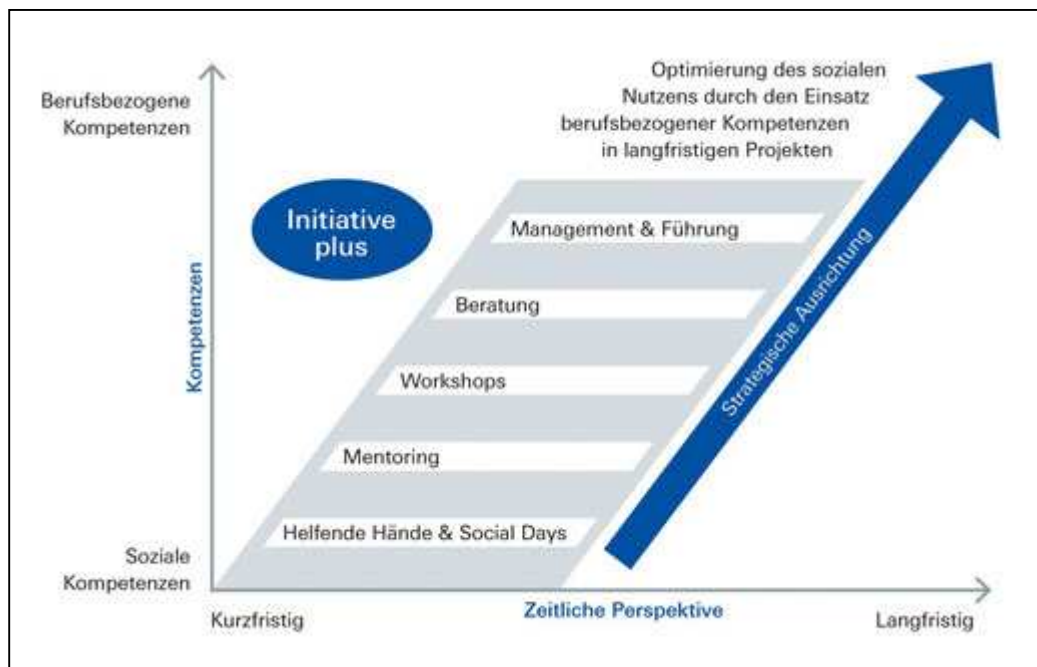 Berufsbezogene
Kompetenzen
Optimierung des sozialen
Nutzens durch den Einsatz
berufsbezogener Kompetenzen
in langfristigen Projekten
Initiative
plus
Management & Führung
Beratung
Workshops
Mentoring
Helfende Hände & Social Days
Strategische Ausrichtung
Kompetenzen
Soziale
Kompetenzen
Kurzfristig
Zeitliche Perspektive
Langfristig